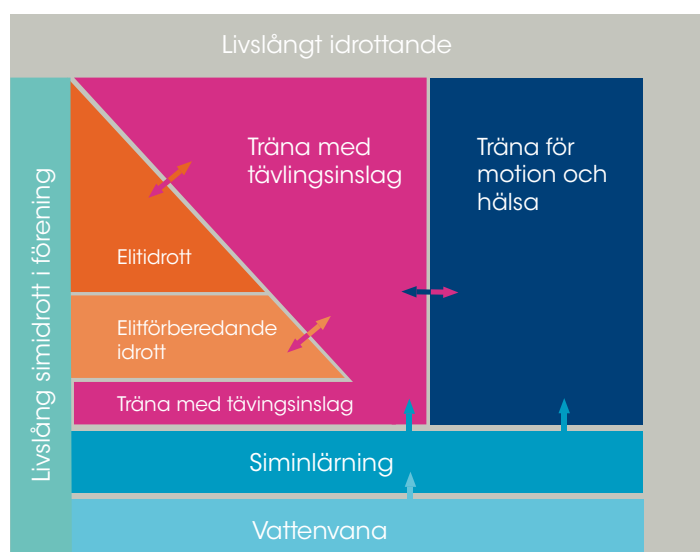 Livslångt idrottande
Livslång simidrott i förening
Träna med
tävlingsinslag
Träna för
motion och
hälsa
Elitidrott
Elitförberedande
idrott
Träna med tävingsinslag
Siminlärning
Vattenvana